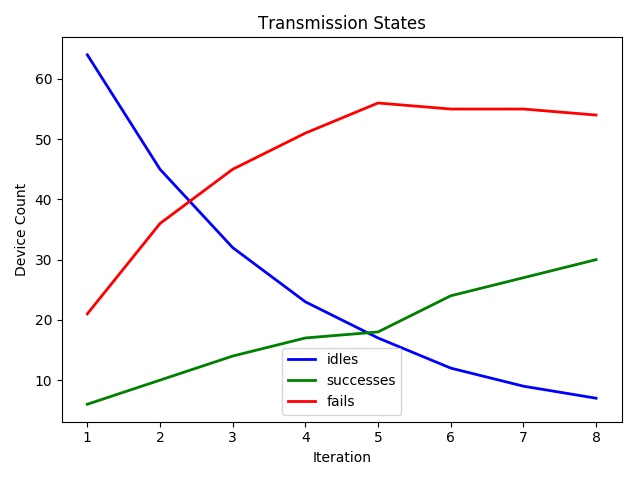 Transmission States
Device Count
60
50
40
30
20
10
idles
successes
fails
1 2 3 4 5 6 7 8
Iteration